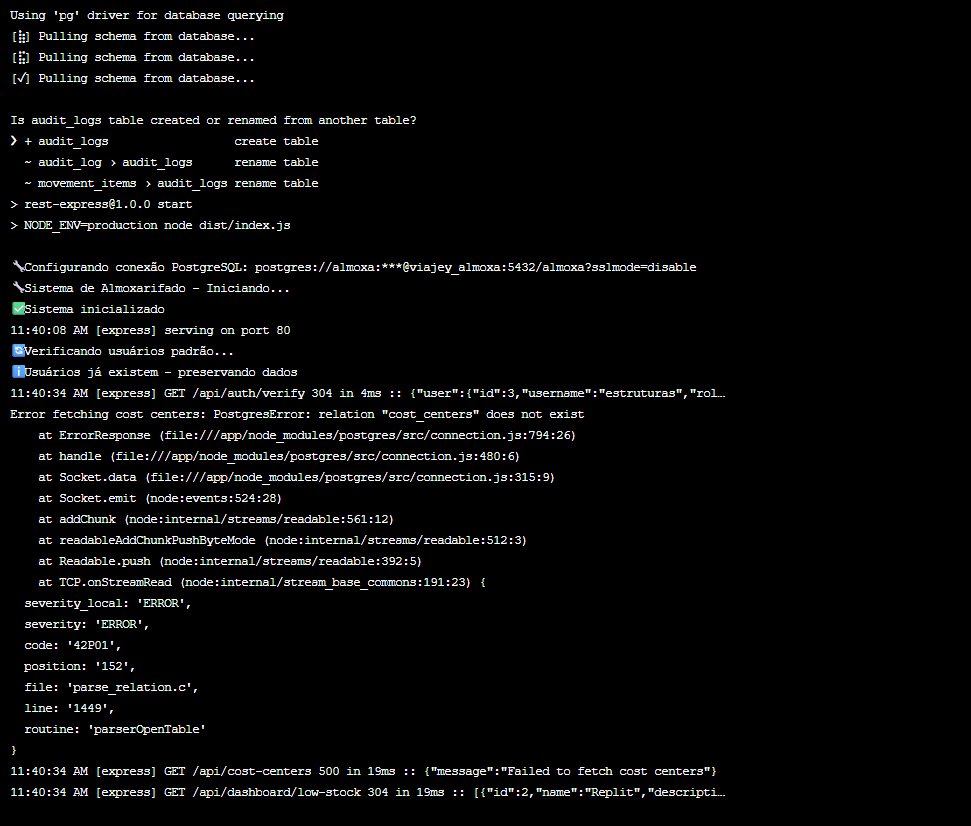 Using 'pg' driver for database querying
[⣷] Pulling schema from database...
[⣯] Pulling schema from database...
[✓] Pulling schema from database...
Is audit_logs table created or renamed from another table?
❯ + audit_logs create table
~ audit_log › audit_logs rename table
~ movement_items › audit_logs rename table
> rest-express@1.0.0 start
> NODE_ENV=production node dist/index.js
🔧Configurando conexão PostgreSQL: postgres://almoxa:***@viajey_almoxa:5432/almoxa?sslmode=disable
🔧Sistema de Almoxarifado - Iniciando...
✅Sistema inicializado
11:40:08 AM [express] serving on port 80
🔄Verificando usuários padrão...
ℹ️Usuários já existem - preservando dados
11:40:34 AM [express] GET /api/auth/verify 304 in 4ms :: {"user":{"id":3,"username":"estruturas","rol…
Error fetching cost centers: PostgresError: relation "cost_centers" does not exist
at ErrorResponse (file:///app/node_modules/postgres/src/connection.js:794:26)
at handle (file:///app/node_modules/postgres/src/connection.js:480:6)
at Socket.data (file:///app/node_modules/postgres/src/connection.js:315:9)
at Socket.emit (node:events:524:28)
at addChunk (node:internal/streams/readable:561:12)
at readableAddChunkPushByteMode (node:internal/streams/readable:512:3)
at Readable.push (node:internal/streams/readable:392:5)
at TCP.onStreamRead (node:internal/stream_base_commons:191:23) {
severity_local: 'ERROR',
severity: 'ERROR',
code: '42P01',
position: '152',
file: 'parse_relation.c',
line: '1449',
routine: 'parserOpenTable'
}
11:40:34 AM [express] GET /api/cost-centers 500 in 19ms :: {"message":"Failed to fetch cost centers"}
11:40:34 AM [express] GET /api/dashboard/low-stock 304 in 19ms :: [{"id":2,"name":"Replit","descripti…